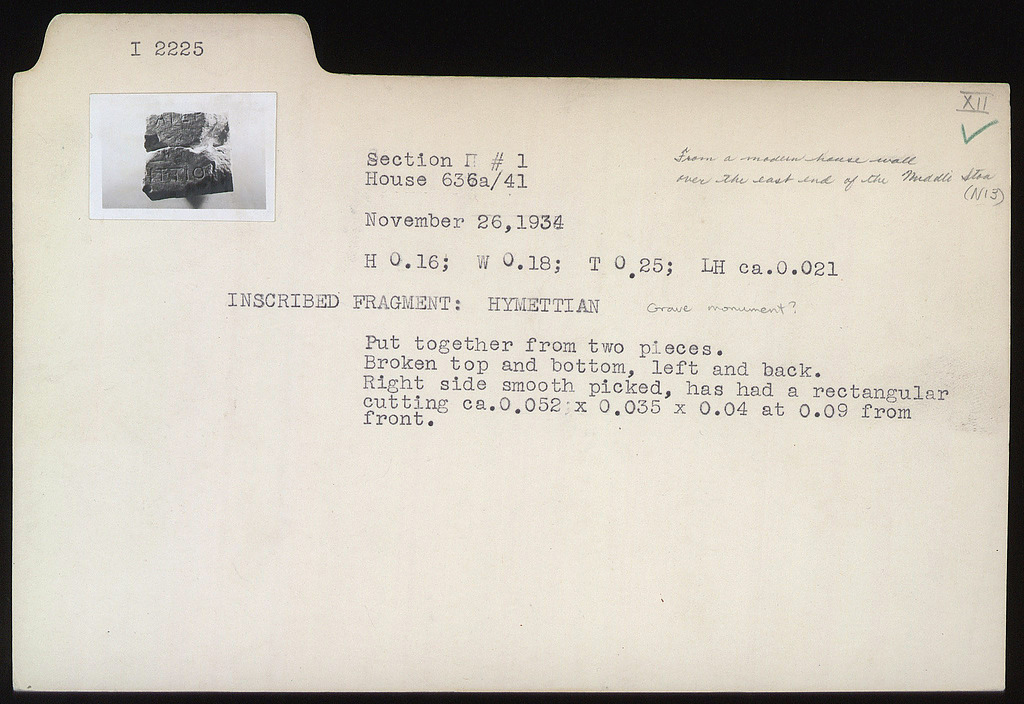 I 2225
XII
Section Π # 1
House 636a/41
From a modern house wall
over the east end of the Middle Stoa
(N13)
November 26,1934
H 0.16; W 0.18; T 0.25; LH ca.0.021
INSCRIBED FRAGMENT: HYMETTIAN Grave monument?
Put together from two pieces.
Broken top and bottom, left and back.
Right side smooth picked, has had a rectangular
cutting ca.0.052 x 0.035 x 0.04 at 0.09 from
front.